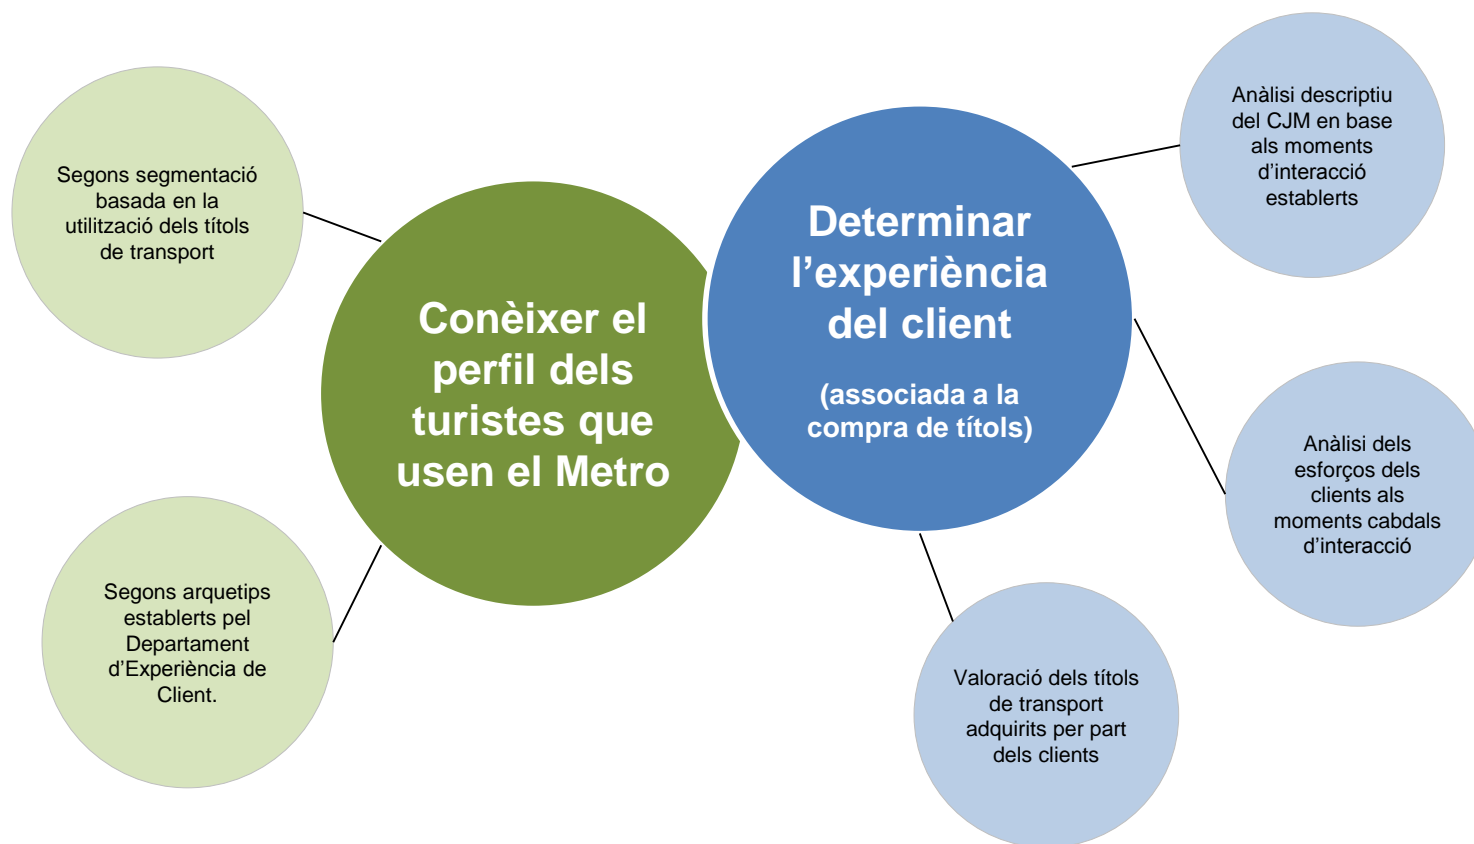 Segons segmentació
basada en la
utilització dels títols
de transport
Conèixer el
perfil dels
turistes que
usen el Metro
Segons arquetips
establerts pel
Departament
d’Experiència de
Client.
Determinar
l’experiència
del client
(associada a la
compra de títols)
Anàlisi descriptiu
del CJM en base
als moments
d’interacció
establerts
Anàlisi dels
esforços dels
clients als
moments cabdals
d’interacció
Valoració dels títols
de transport
adquirits per part
dels clients